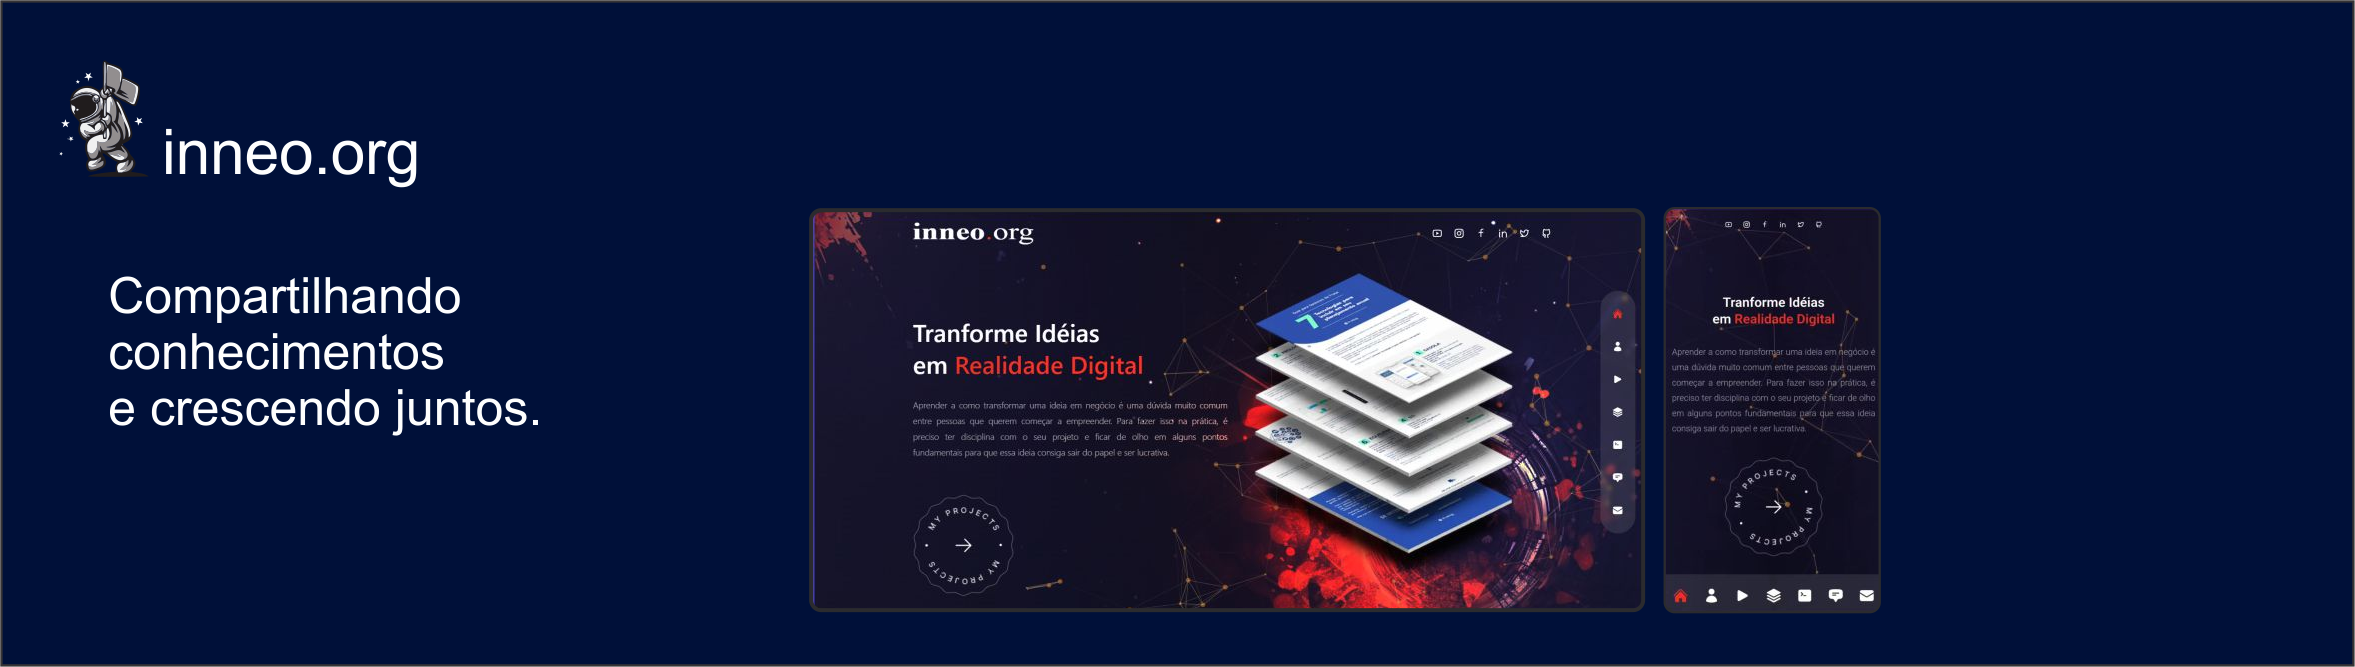 inneo.org
Compartilhando
conhecimentos
e crescendo juntos.
inneo.org
Tranforme Idéias
em Realidade Digital
Aprender a como transformar uma ideia em negócio é uma dúvida muito comum
entre pessoas que querem começar a empreender. Para fazer isso na prática, é
preciso ter disciplina com o seu projeto e ficar de olho em alguns pontos
fundamentais para que essa ideia consiga sair do papel e ser lucrativa.
MY PROJECTS
MY PROJECTS
7
Tranforme Idéias
em Realidade Digital
Aprender a como transformar uma ideia em negócio é
uma dúvida muito comum entre pessoas que querem
começar a empreender. Para fazer isso na prática, é
preciso ter disciplina com o seu projeto e ficar de olho
em alguns pontos fundamentais para que essa ideia
consiga sair do papel e ser lucrativa.
MY PROJECTS
MY PROJECTS